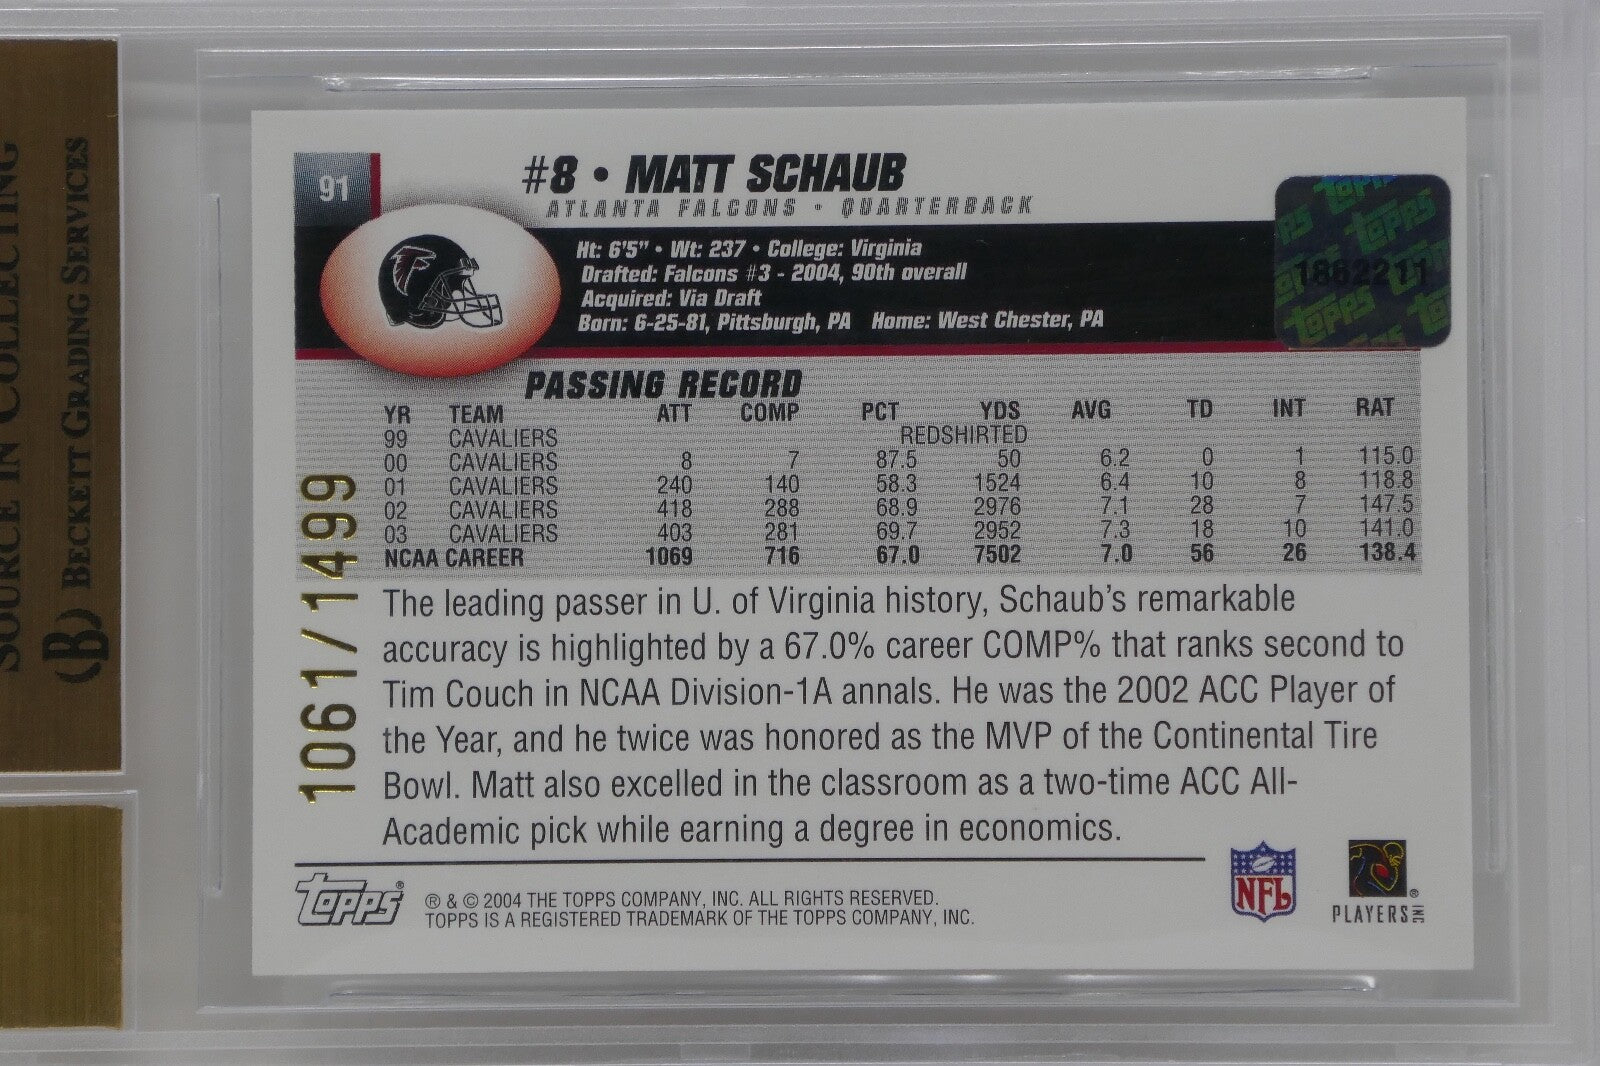 SOURCE IN COLLECTING
(B) BECKETT GRADING SERVICES
91
#8 • MATT SCHAUB
ATLANTA FALCONS • QUARTERBACK
Ht: 6'5" • Wt: 237 • College: Virginia
Drafted: Falcons #3 - 2004, 90th overall
Acquired: Via Draft
Born: 6-25-81, Pittsburgh, PA Home: West Chester, PA
TOPPS
TOPPS
1862211
TOPPS
TOPPS
PASSING RECORD
YR TEAM ATT COMP PCT YDS AVG TD INT RAT
99 CAVALIERS REDSHIRTED
00 CAVALIERS 8 7 87.5 50 6.2 0 1 115.0
01 CAVALIERS 240 140 58.3 1524 6.4 10 8 118.8
02 CAVALIERS 418 288 68.9 2976 7.1 28 7 147.5
03 CAVALIERS 403 281 69.7 2952 7.3 18 10 141.0
NCAA CAREER 1069 716 67.0 7502 7.0 56 26 138.4
1061/1499
The leading passer in U. of Virginia history, Schaub's remarkable
accuracy is highlighted by a 67.0% career COMP% that ranks second to
Tim Couch in NCAA Division-1A annals. He was the 2002 ACC Player of
the Year, and he twice was honored as the MVP of the Continental Tire
Bowl. Matt also excelled in the classroom as a two-time ACC All-
Academic pick while earning a degree in economics.
TOPPS®
® & © 2004 THE TOPPS COMPANY, INC. ALL RIGHTS RESERVED.
TOPPS IS A REGISTERED TRADEMARK OF THE TOPPS COMPANY, INC.
NFL
PLAYERS INC ®